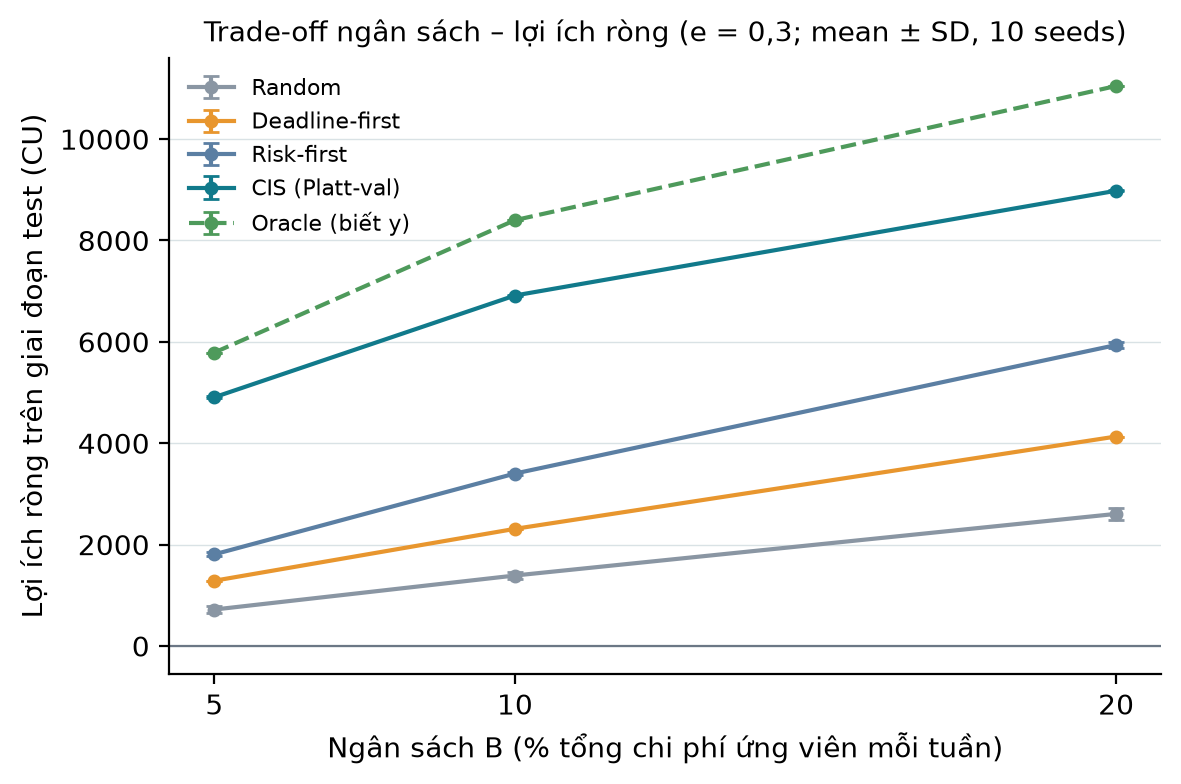 Trade-off ngân sách – lợi ích ròng (e = 0,3; mean ± SD, 10 seeds)
Random
Deadline-first
Risk-first
CIS (Platt-val)
Oracle (biết y)
Lợi ích ròng trên giai đoạn test (CU)
10000
8000
6000
4000
2000
0
5
10
20
Ngân sách B (% tổng chi phí ứng viên mỗi tuần)